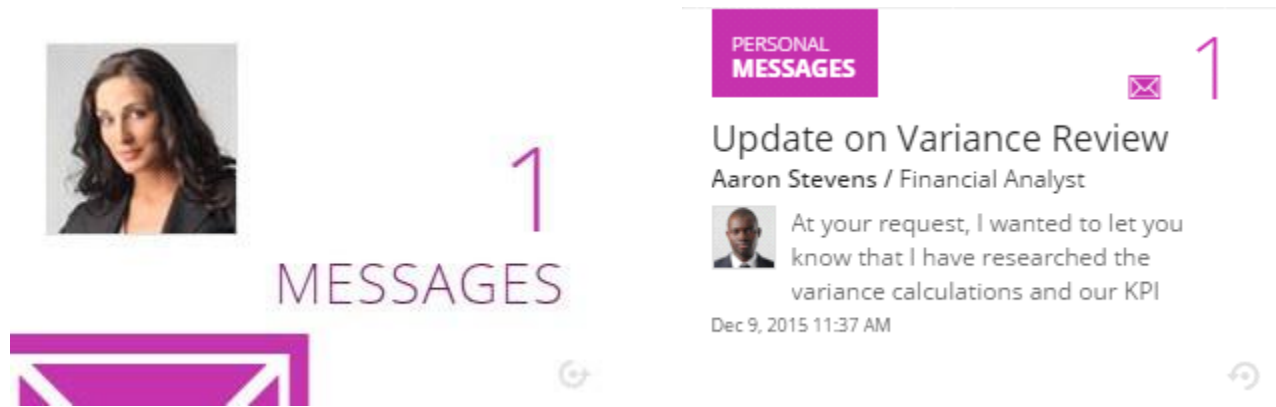 1
MESSAGES
PERSONAL
MESSAGES
1
Update on Variance Review
Aaron Stevens / Financial Analyst
At your request, I wanted to let you
know that I have researched the
variance calculations and our KPI
Dec 9, 2015 11:37 AM